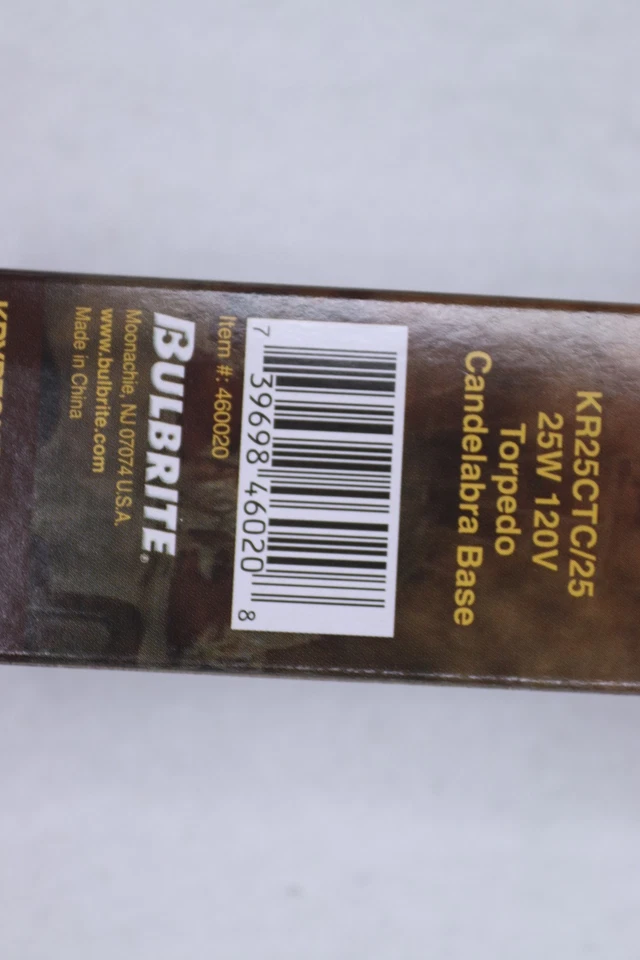 KR25CTC/25
25W 120V
Torpedo
Candelabra Base
7 39698 46020 8
Item #: 460020
BULBRITE®
Moonachie, NJ 07074 U.S.A.
www.bulbrite.com
Made in China